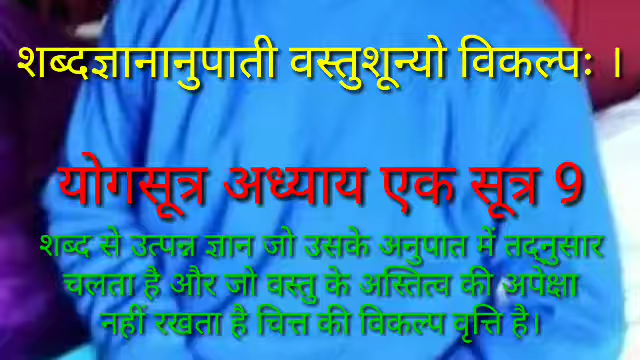 शब्दज्ञानानुपाती वस्तुशून्यो विकल्पः ।
योगसूत्र अध्याय एक सूत्र 9
शब्द से उत्पन्न ज्ञान जो उसके अनुपात में तद्नुसार
चलता है और जो वस्तु के अस्तित्व की अपेक्षा
नहीं रखता है चित्त की विकल्प वृत्ति है।